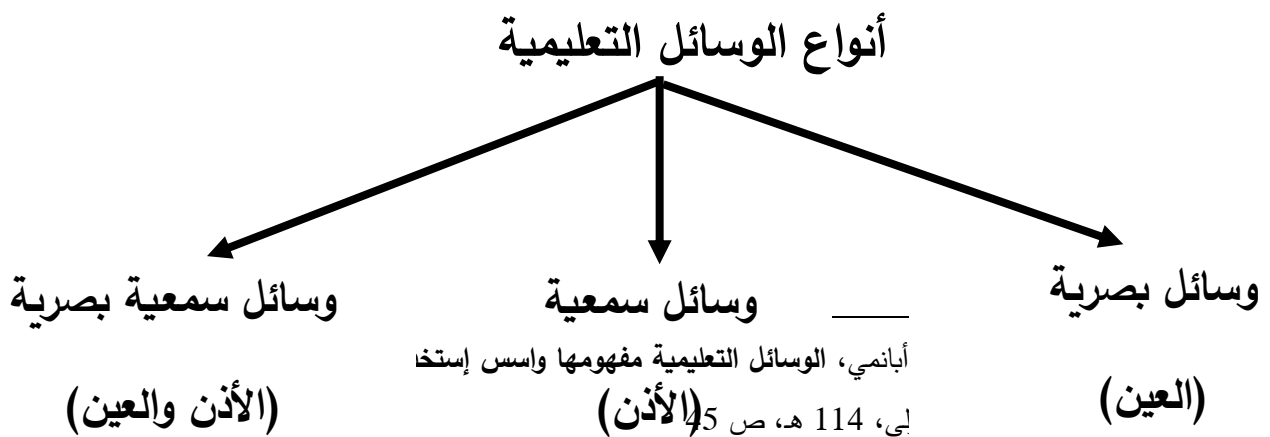 أنواع الوسائل التعليمية
وسائل بصرية
(العين)
وسائل سمعية
(الأذن)
وسائل سمعية بصرية
(الأذن والعين)
أبانمي، الوسائل التعليمية مفهومها واسس
114 هـ، ص 45